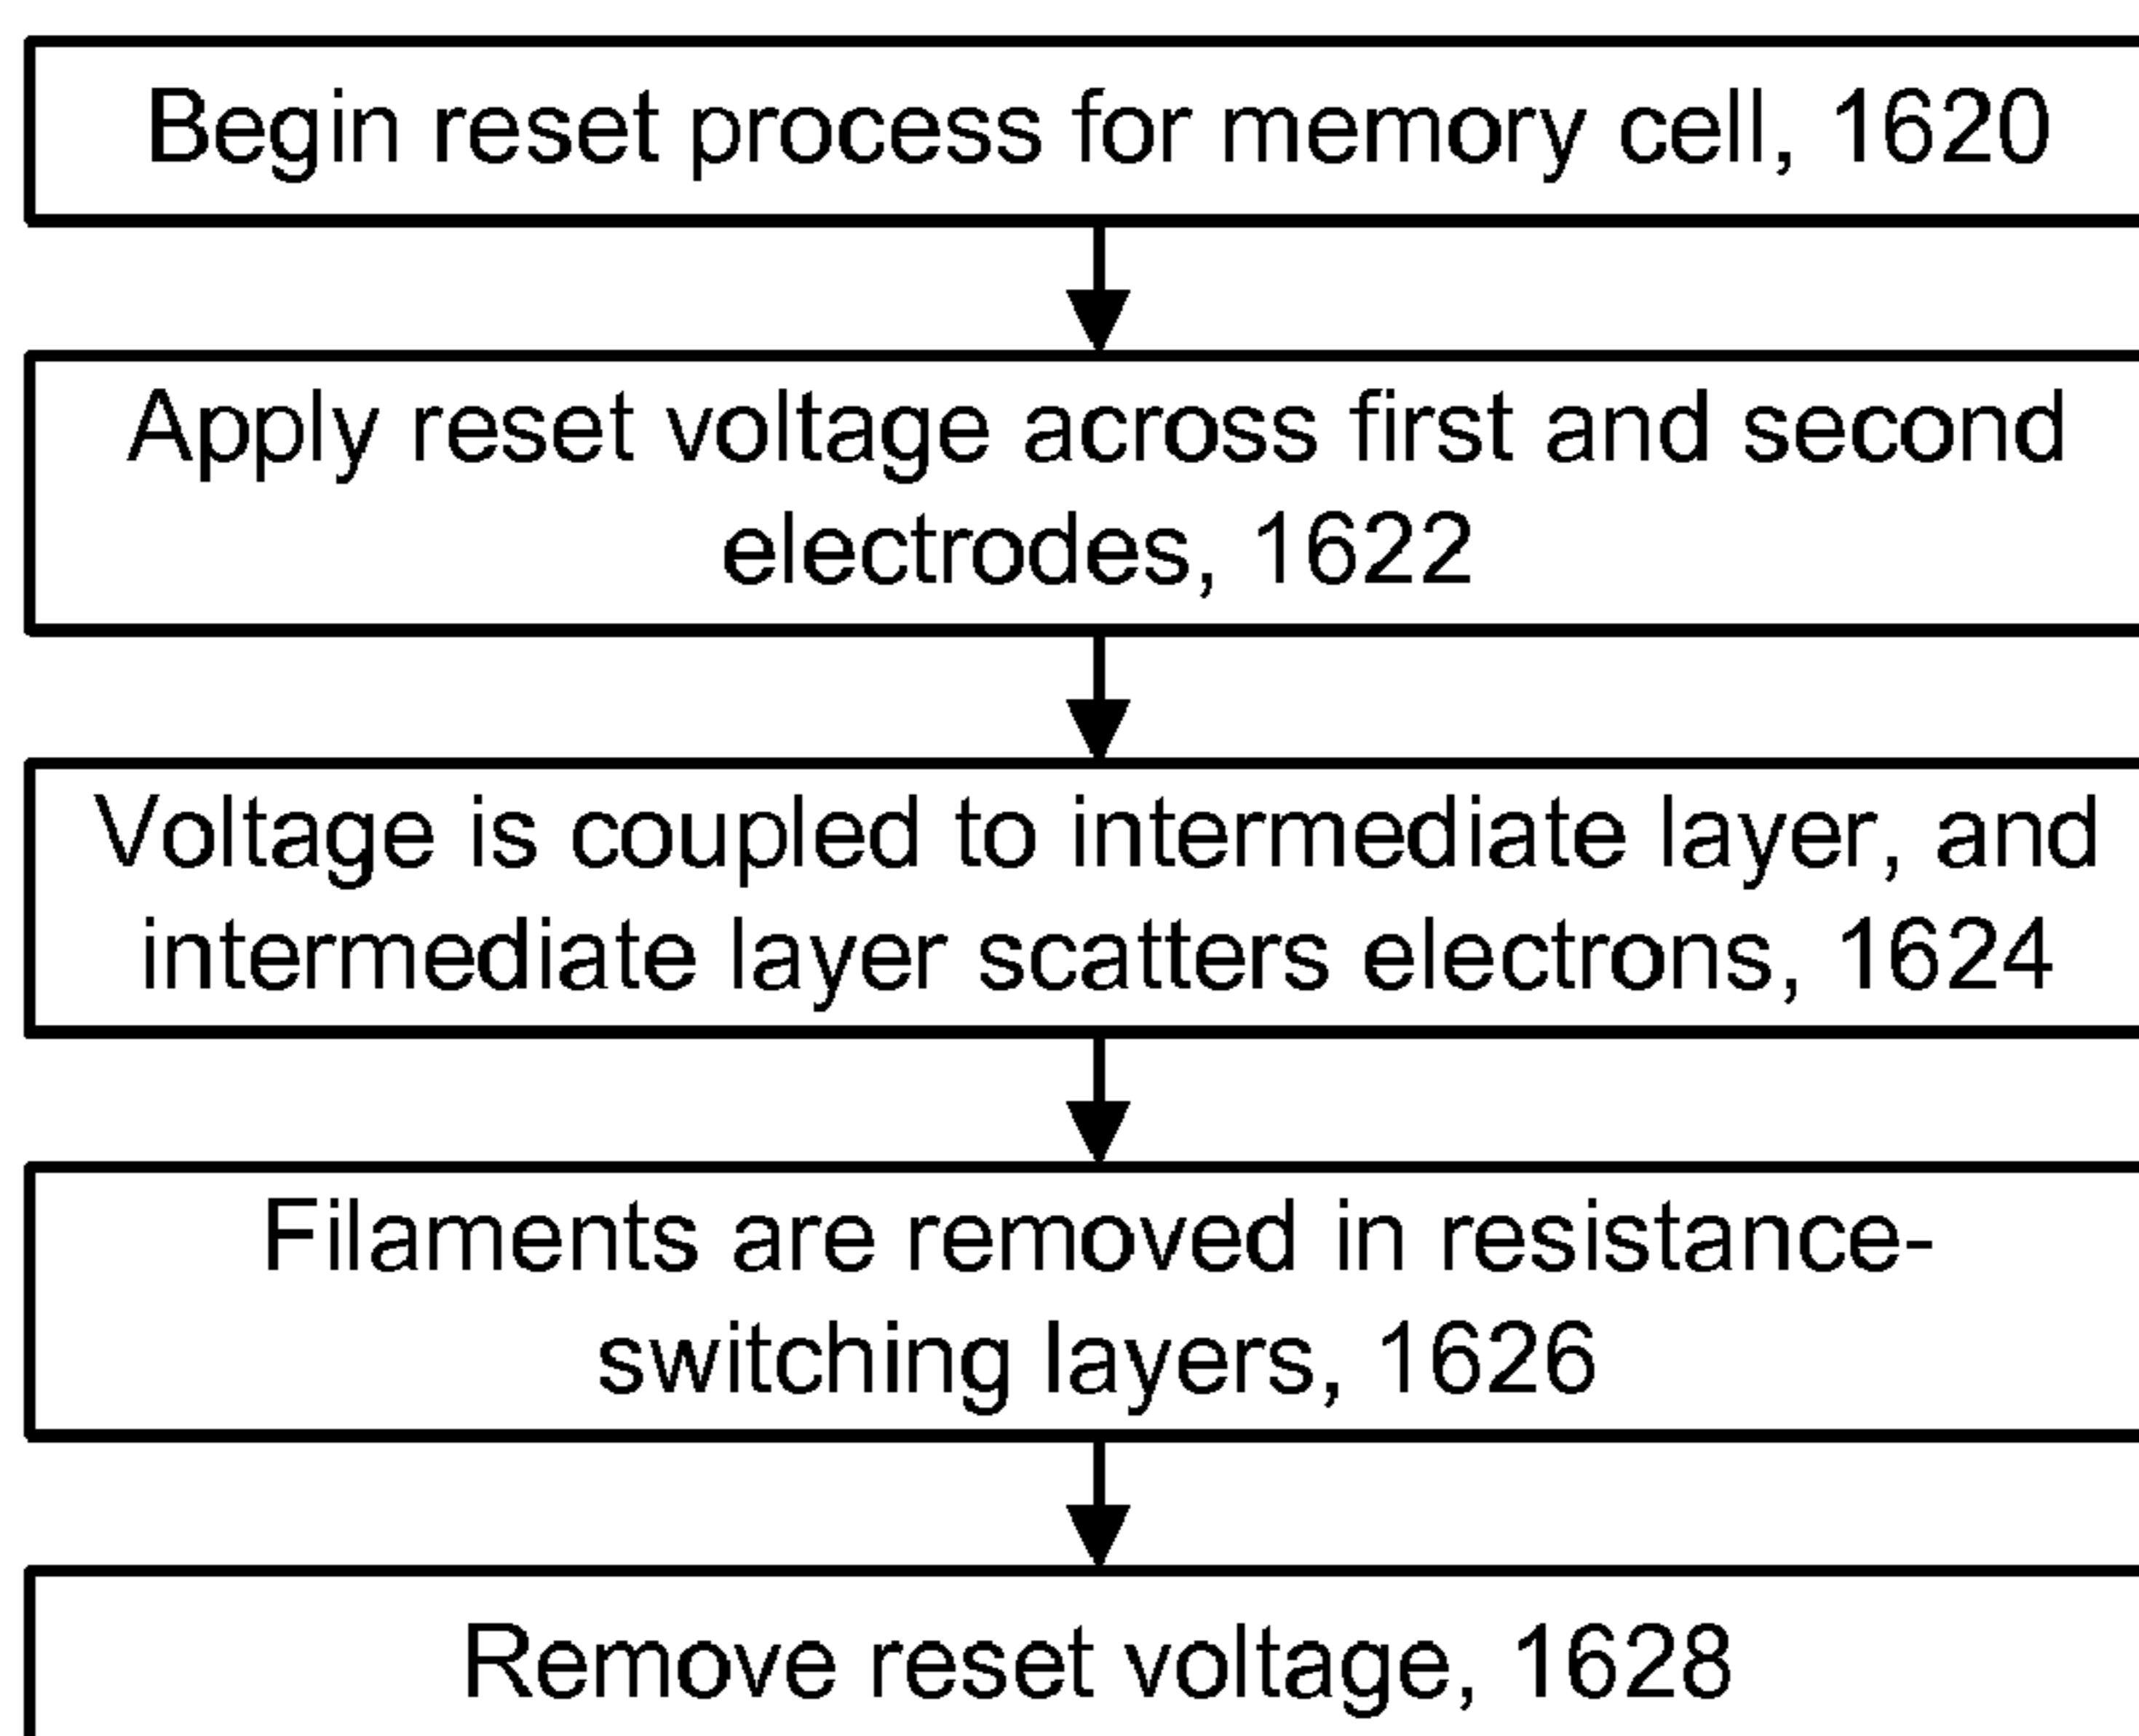 Begin reset process for memory cell, 1620
Apply reset voltage across first and second
electrodes, 1622
Voltage is coupled to intermediate layer, and
intermediate layer scatters electrons, 1624
Filaments are removed in resistance-
switching layers, 1626
Remove reset voltage, 1628